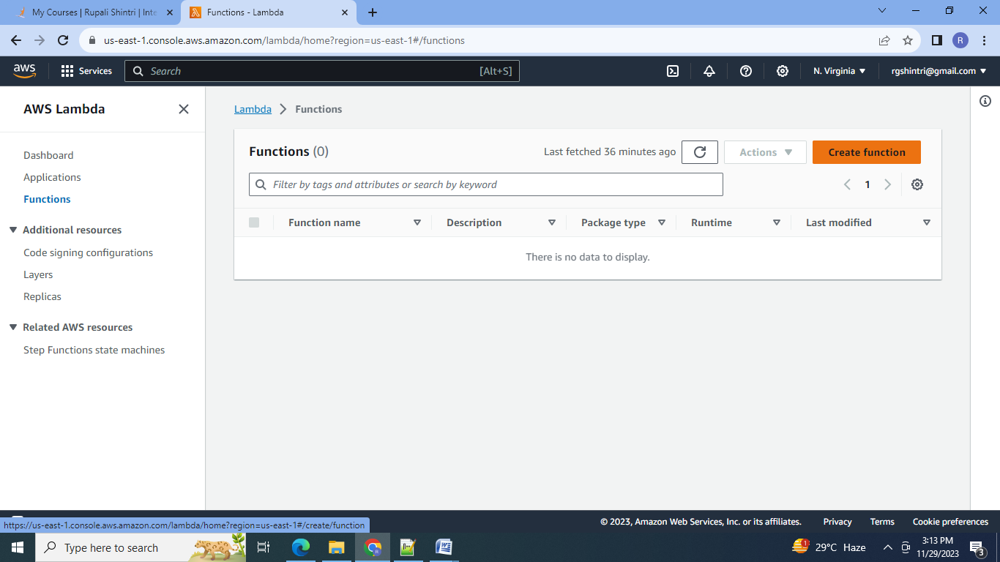 My Courses | Rupali Shintri | Inte
Functions - Lambda
us-east-1.console.aws.amazon.com/lambda/home?region=us-east-1#/functions
R
aws
Services
Search
[Alt+S]
N. Virginia
rgshintri@gmail.com
AWS Lambda
Dashboard
Applications
Functions
Additional resources
Code signing configurations
Layers
Replicas
Related AWS resources
Step Functions state machines
Lambda
Functions
Functions (0)
Last fetched 36 minutes ago
Actions
Create function
Filter by tags and attributes or search by keyword
1
Function name
Description
Package type
Runtime
Last modified
There is no data to display.
https://us-east-1.console.aws.amazon.com/lambda/home?region=us-east-1#/create/function
© 2023, Amazon Web Services, Inc. or its affiliates.
Privacy
Terms
Cookie preferences
Type here to search
1
29°C Haze
3:13 PM
11/29/2023
3